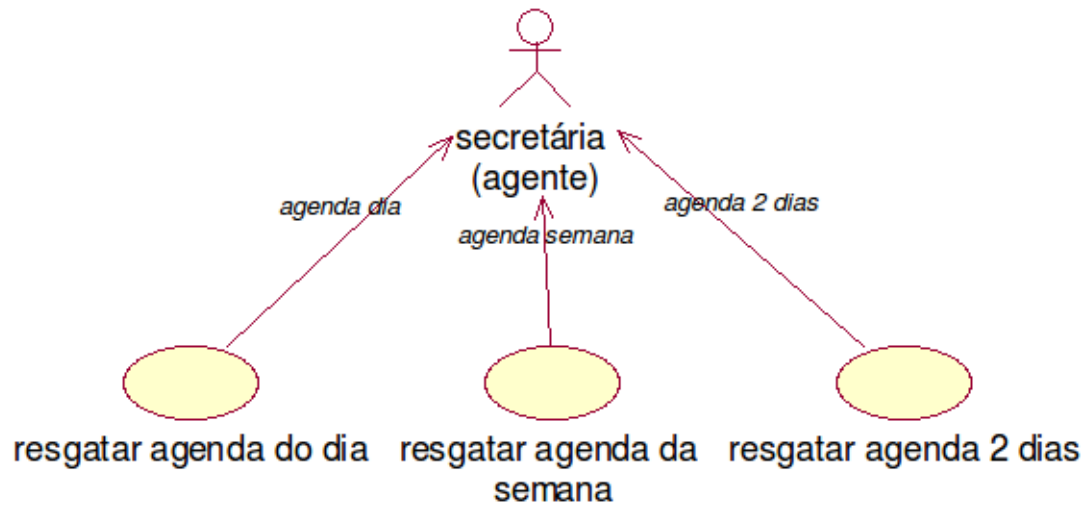 secretária
(agente)
agenda dia
agenda semana
agenda 2 dias
resgatar agenda do dia
resgatar agenda da
semana
resgatar agenda 2 dias